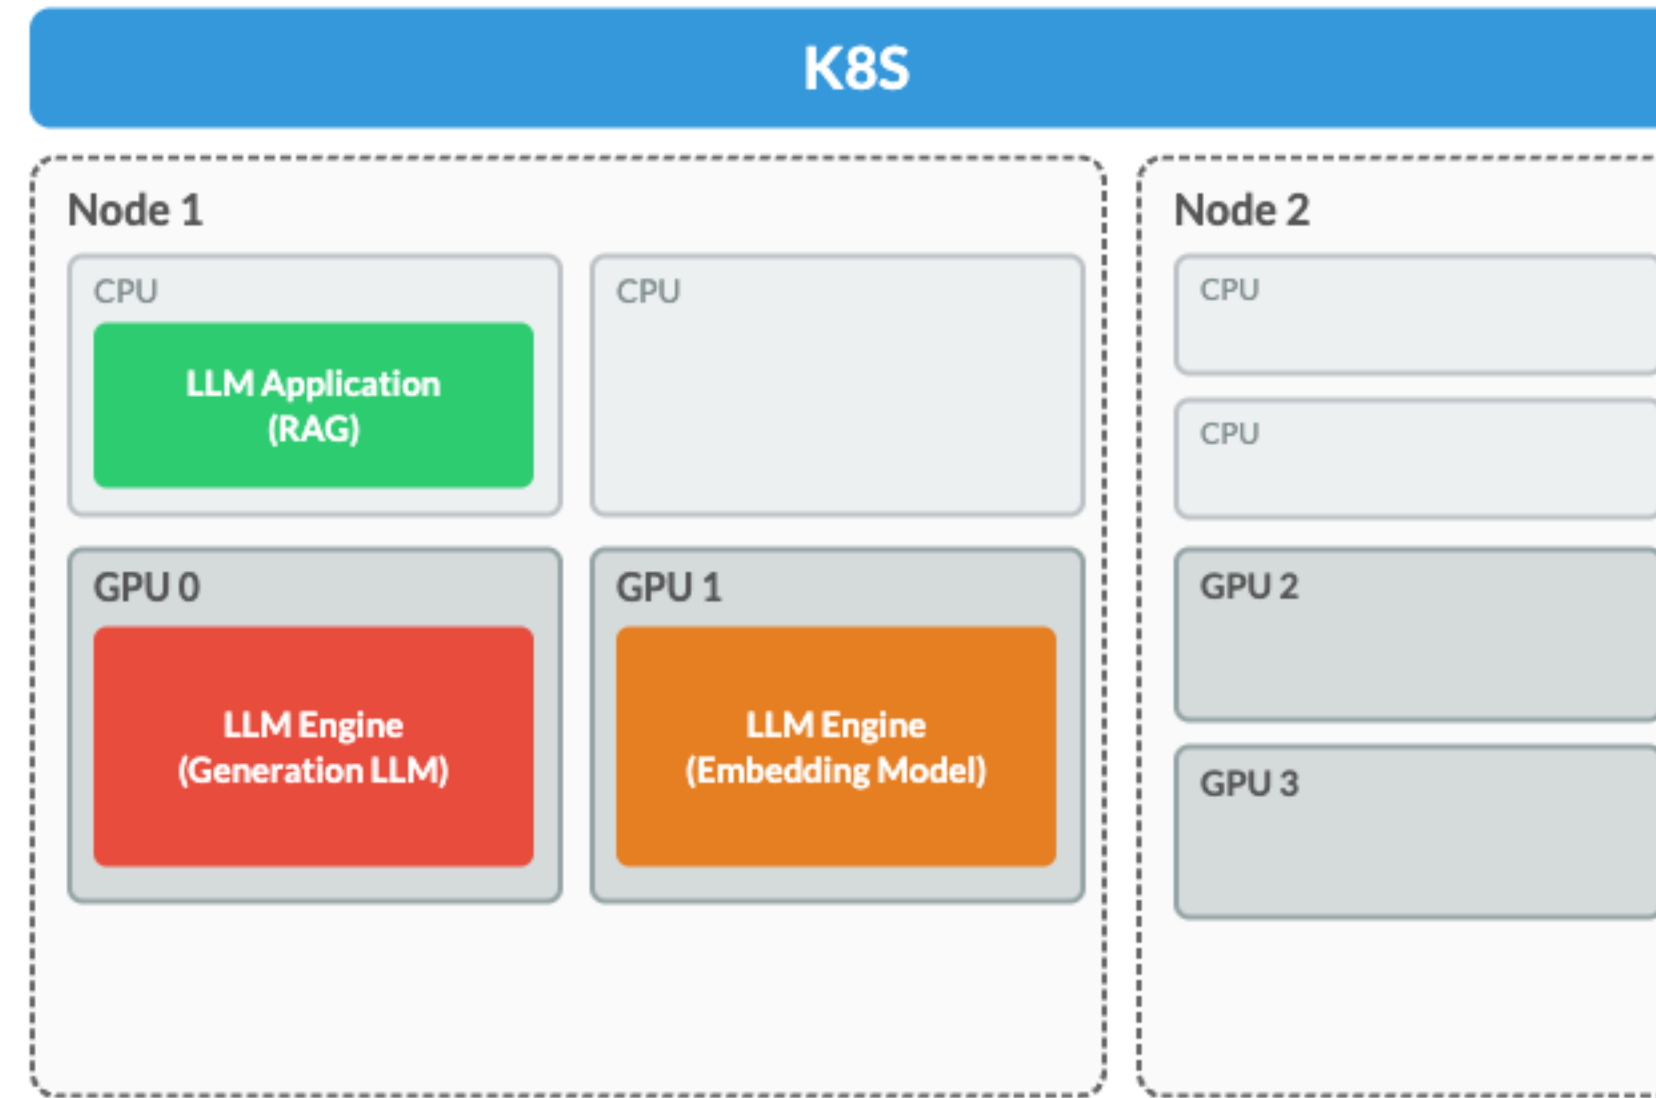 K8S
Node 1
CPU
LLM Application
(RAG)
CPU
GPU 0
LLM Engine
(Generation LLM)
GPU 1
LLM Engine
(Embedding Model)
Node 2
CPU
CPU
GPU 2
GPU 3